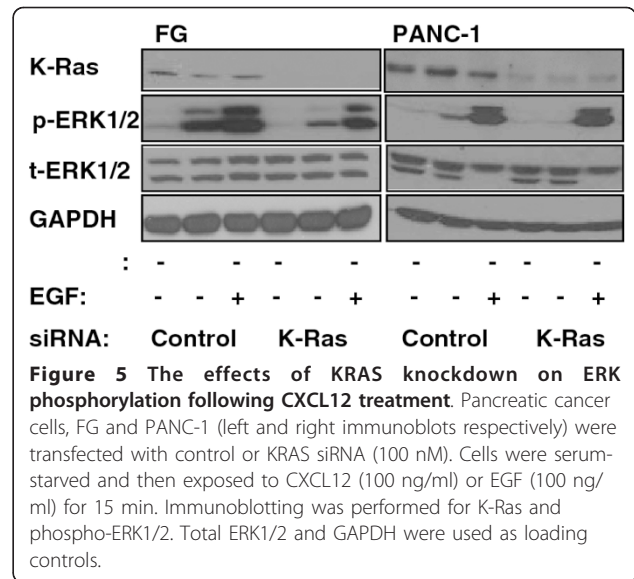 FG PANC-1
K-Ras
p-ERK1/2
t-ERK1/2
GAPDH
: - - - - - - - -
EGF: - - + - - + - - + - - +
siRNA: Control K-Ras Control K-Ras
Figure 5 The effects of KRAS knockdown on ERK
phosphorylation following CXCL12 treatment. Pancreatic cancer
cells, FG and PANC-1 (left and right immunoblots respectively) were
transfected with control or KRAS siRNA (100 nM). Cells were serum-
starved and then exposed to CXCL12 (100 ng/ml) or EGF (100 ng/
ml) for 15 min. Immunoblotting was performed for K-Ras and
phospho-ERK1/2. Total ERK1/2 and GAPDH were used as loading
controls.